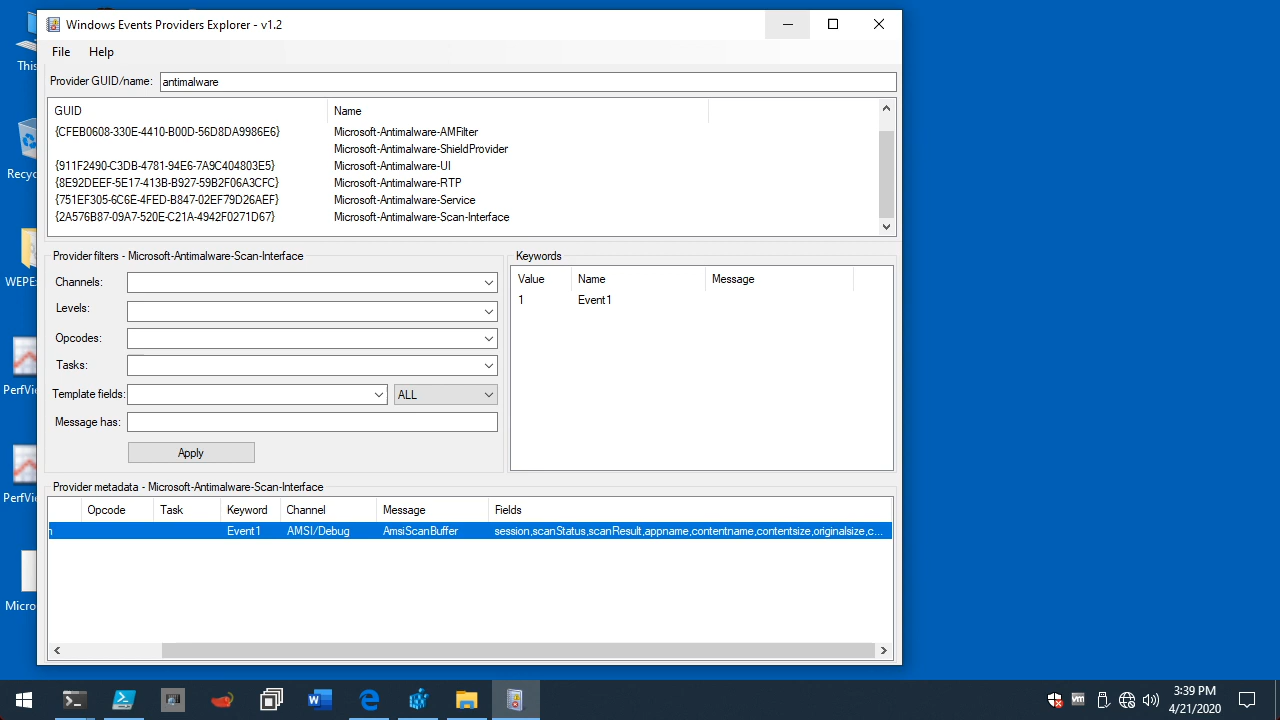 Windows Events Providers Explorer - v1.2
File Help
Provider GUID/name: antimalware
GUID Name
{CFEB0608-330E-4410-B00D-56D8DA9986E6} Microsoft-Antimalware-AMFilter
Microsoft-Antimalware-ShieldProvider
{911F2490-C3DB-4781-94E6-7A9C404803E5} Microsoft-Antimalware-UI
{8E92DEEF-5E17-413B-B927-59B2F06A3CFC} Microsoft-Antimalware-RTP
{751EF305-6C6E-4FED-B847-02EF79D26AEF} Microsoft-Antimalware-Service
{2A576B87-09A7-520E-C21A-4942F0271D67} Microsoft-Antimalware-Scan-Interface
Provider filters - Microsoft-Antimalware-Scan-Interface
Channels:
Levels:
Opcodes:
Tasks:
Template fields: ALL
Message has:
Apply
Keywords
Value Name Message
1 Event1
Provider metadata - Microsoft-Antimalware-Scan-Interface
Opcode Task Keyword Channel Message Fields
Event1 AMSI/Debug AmsiScanBuffer session,scanStatus,scanResult,appname,contentname,contentsize,originalsize,c...
This
Recyc
WEPE
PerfVie
PerfVie
Micro
3:39 PM
4/21/2020